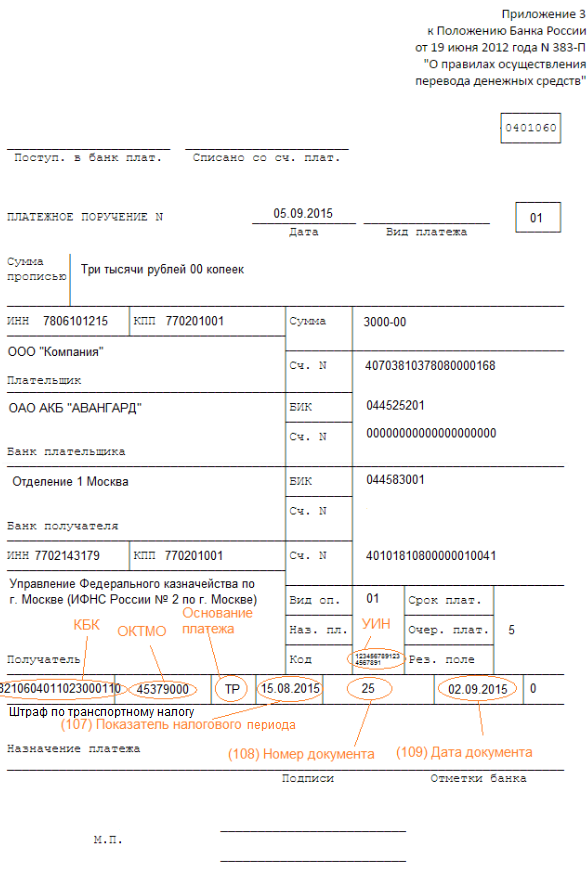 Приложение 3
к Положению Банка России
от 19 июня 2012 года N 383-П
"О правилах осуществления
перевода денежных средств"
0401060
Поступ. в банк плат. Списано со сч. плат.
ПЛАТЕЖНОЕ ПОРУЧЕНИЕ N 05.09.2015 01
Дата Вид платежа
Сумма
прописью Три тысячи рублей 00 копеек
ИНН 7806101215 КПП 770201001 Сумма 3000-00
ООО "Компания"
Сч. N 40703810378080000168
Плательщик
ОАО АКБ "АВАНГАРД" БИК 044525201
Сч. N 00000000000000000000
Банк плательщика
Отделение 1 Москва БИК 044583001
Сч. N
Банк получателя
ИНН 7702143179 КПП 770201001 Сч. N 40101810800000010041
Управление Федерального казначейства по
г. Москве (ИФНС России № 2 по г. Москве) Вид оп. 01 Срок плат.
Основание
КБК ОКТМО платежа Наз. пл. УИН Очер. плат. 5
Получатель Код 123456789123 Рез. поле
4567891
8210604011023000110 45379000 ТР 15.08.2015 25 02.09.2015 0
Штраф по транспортному налогу
(107) Показатель налогового периода
Назначение платежа (108) Номер документа (109) Дата документа
Подписи Отметки банка
М.П.